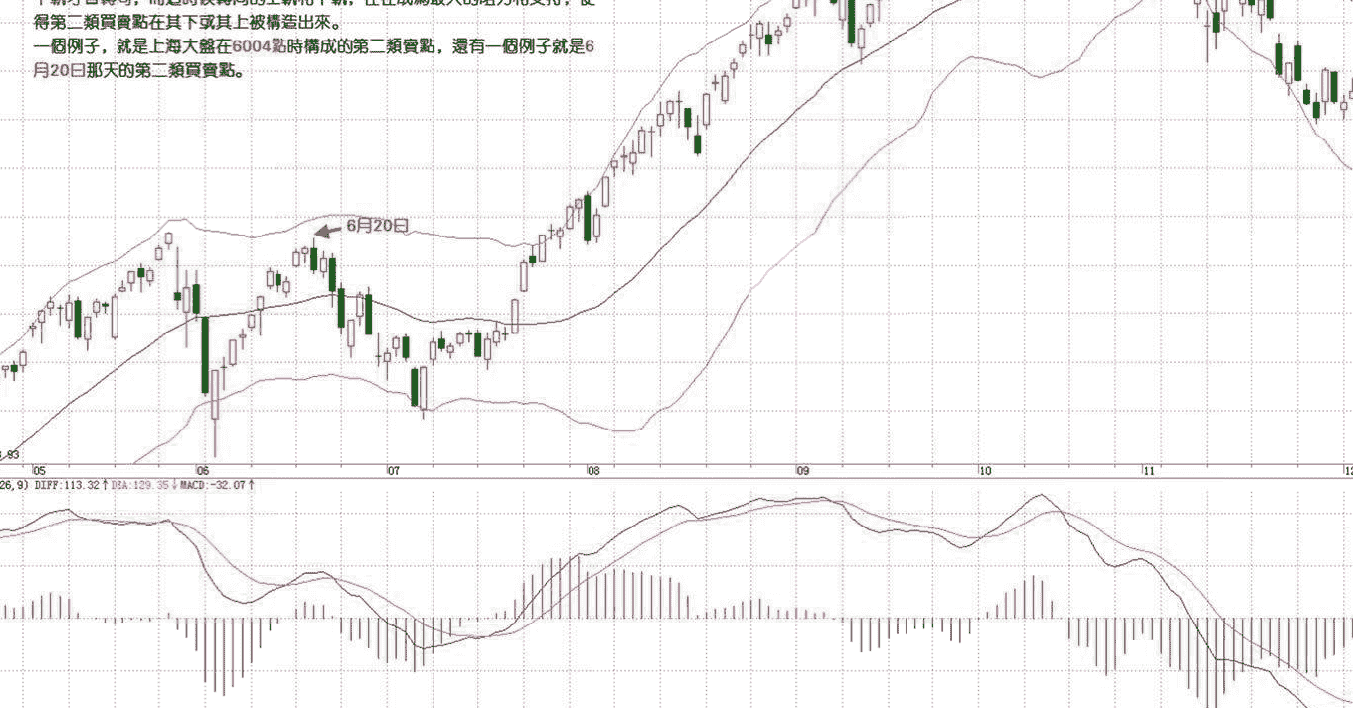 得第二類買賣點在其下或其上被構造出來。
一個例子，就是上海大盤在6004點時構成的第二類賣點，還有一個例子就是6
月20日那天的第二類買賣點。
6月20日
.93
05 06 07 08 09 10 11 12
26,9) DIFF:113.32↑ DEA:129.35↓ MACD:-32.07↑